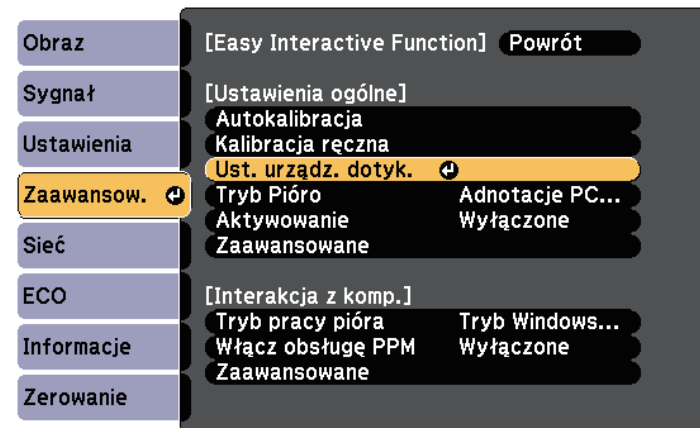 Obraz
Sygnał
Ustawienia
Zaawansow.
Sieć
ECO
Informacje
Zerowanie
[Easy Interactive Function] Powrót
[Ustawienia ogólne]
Autokalibracja
Kalibracja ręczna
Ust. urządz. dotyk.
Tryb Pióro Adnotacje PC...
Aktywowanie Wyłączone
Zaawansowane
[Interakcja z komp.]
Tryb pracy pióra Tryb Windows...
Włącz obsługę PPM Wyłączone
Zaawansowane